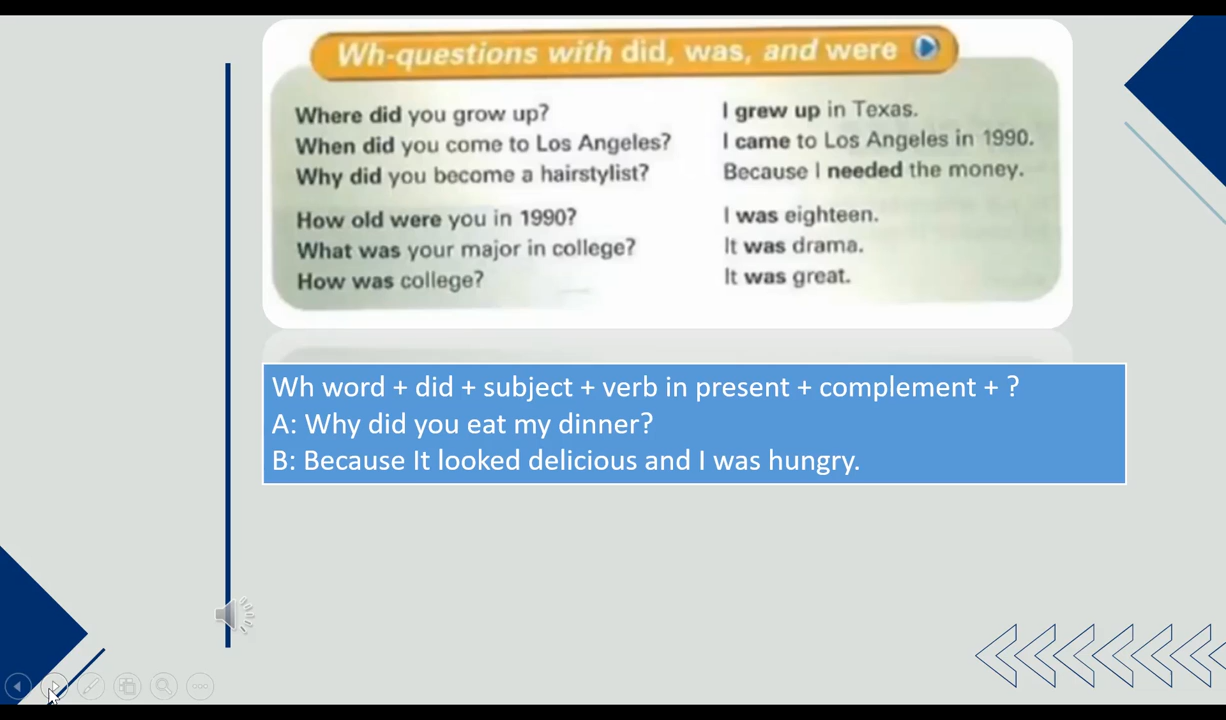 Wh-questions with did, was, and were
Where did you grow up?
I grew up in Texas.
When did you come to Los Angeles?
I came to Los Angeles in 1990.
Why did you become a hairstylist?
Because I needed the money.
How old were you in 1990?
I was eighteen.
What was your major in college?
It was drama.
How was college?
It was great.
Wh word + did + subject + verb in present + complement + ?
A: Why did you eat my dinner?
B: Because It looked delicious and I was hungry.